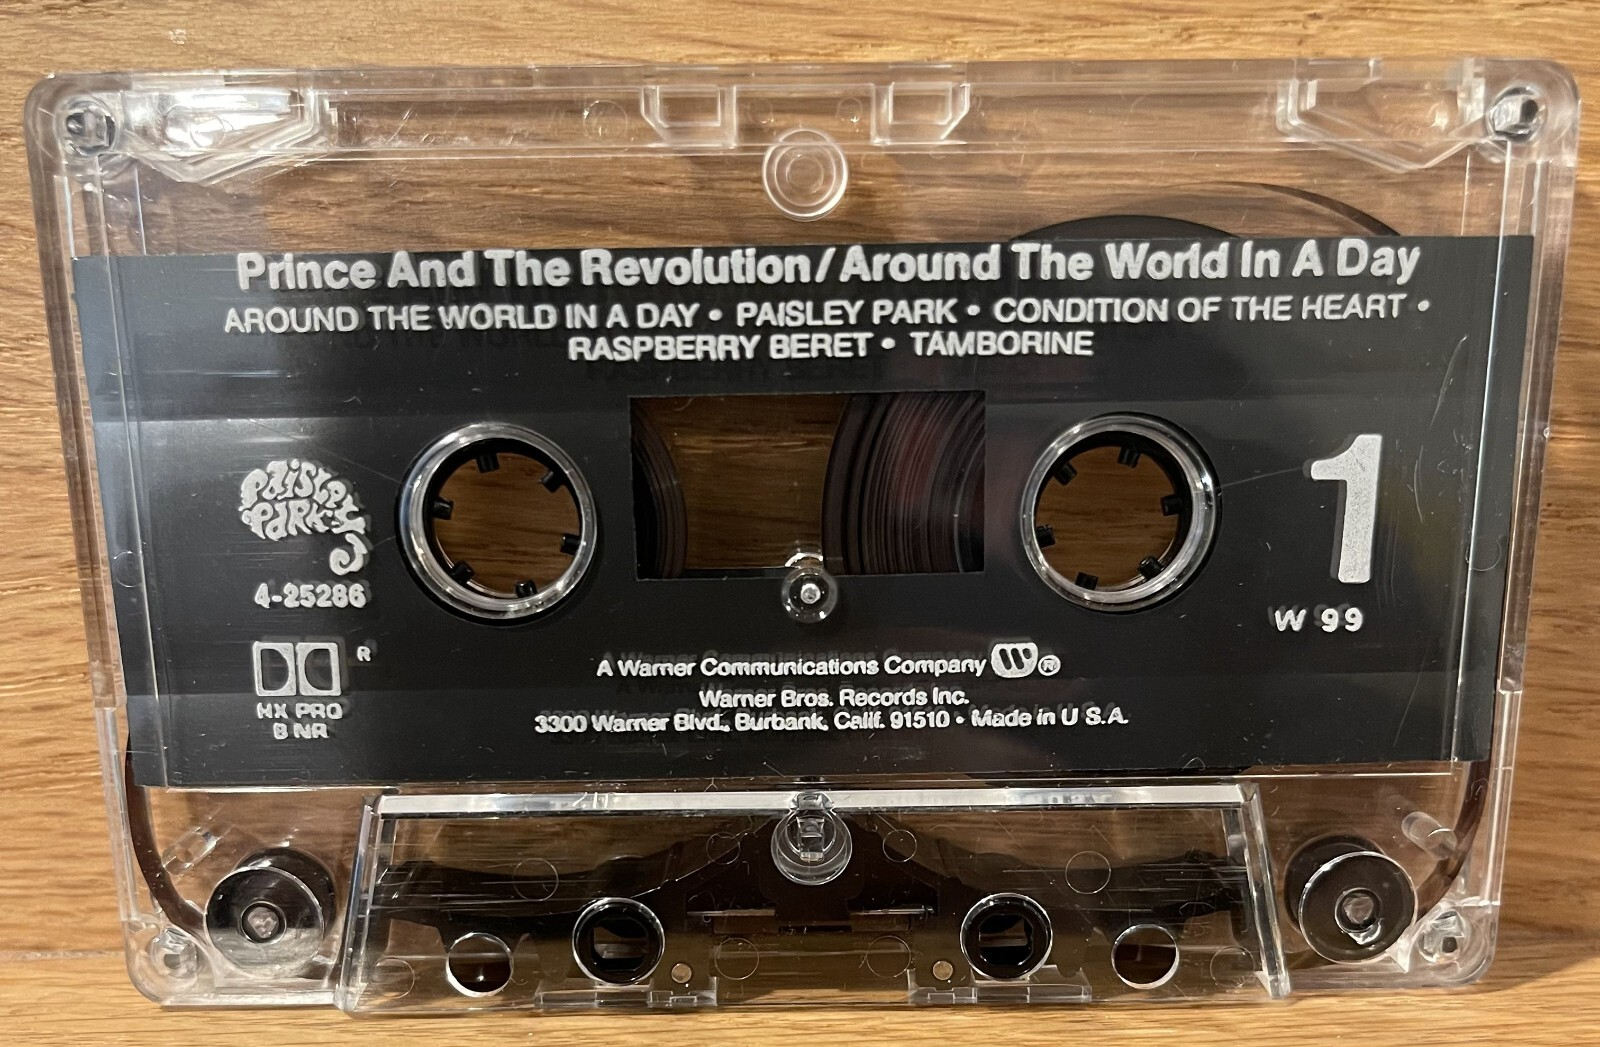 Prince And The Revolution/Around The World In A Day
AROUND THE WORLD IN A DAY • PAISLEY PARK • CONDITION OF THE HEART •
RASPBERRY BERET • TAMBORINE
PAISLEY
PARK
4-25286
R
HX PRO
B NR
1
W 99
A Warner Communications Company W ®
Warner Bros. Records Inc.
3300 Warner Blvd., Burbank, Calif. 91510 • Made in U S.A.